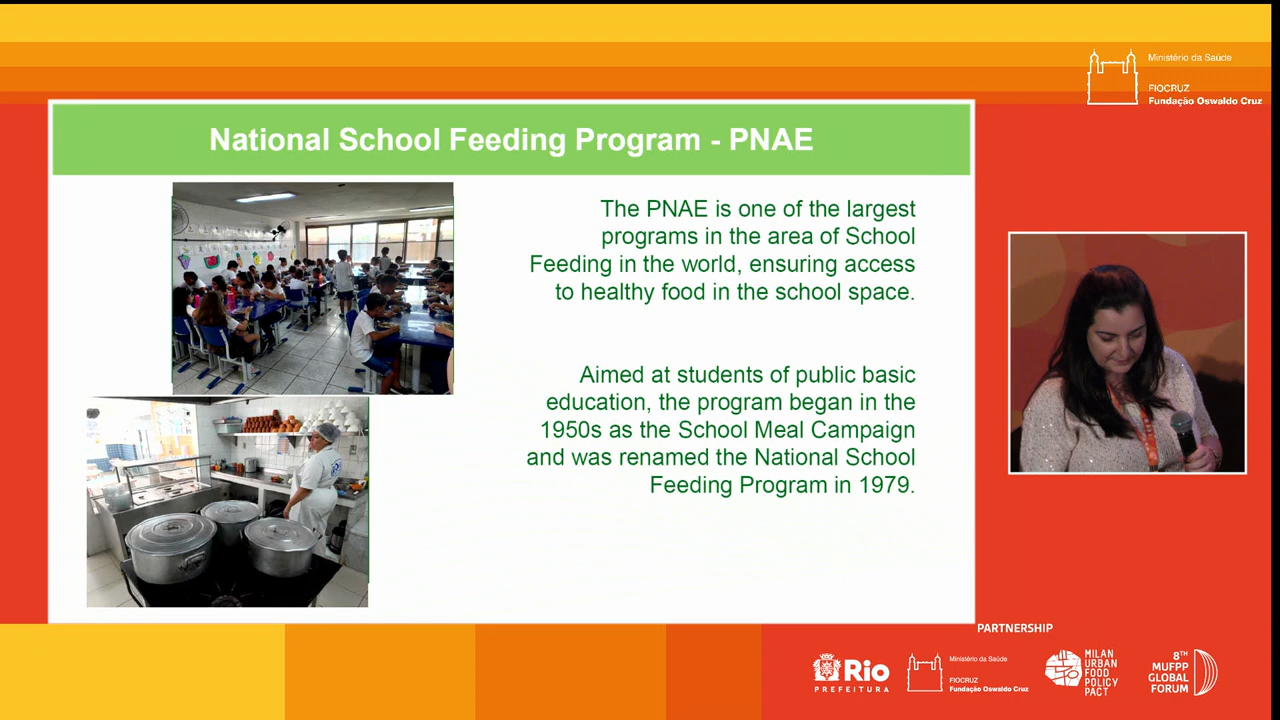 Ministério da Saúde
FIOCRUZ
Fundação Oswaldo Cruz
National School Feeding Program - PNAE
The PNAE is one of the largest
programs in the area of School
Feeding in the world, ensuring access
to healthy food in the school space.
Aimed at students of public basic
education, the program began in the
1950s as the School Meal Campaign
and was renamed the National School
Feeding Program in 1979.
PARTNERSHIP
Rio
PREFEITURA
Ministério da Saúde
FIOCRUZ
Fundação Oswaldo Cruz
MILAN
URBAN
FOOD
POLICY
PACT
8TH
MUFPP
GLOBAL
FORUM